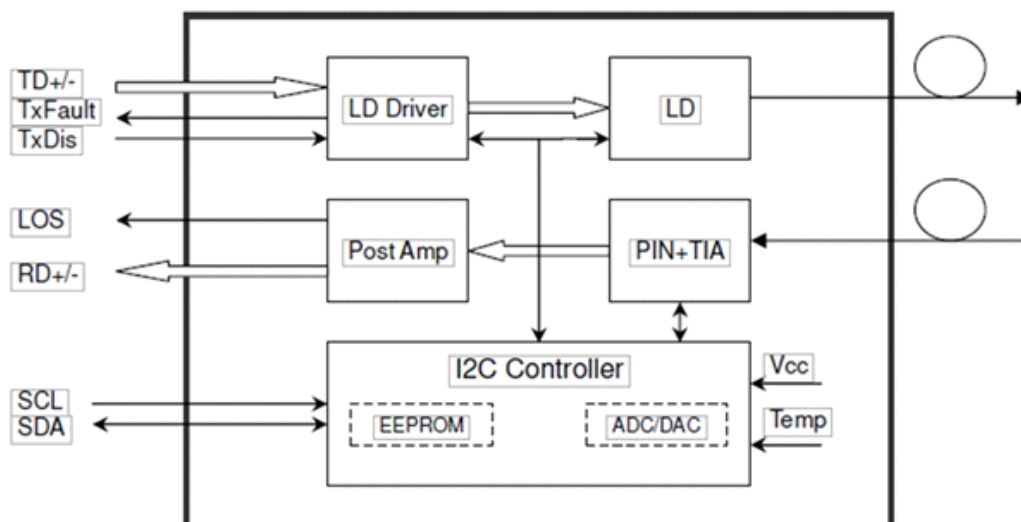 TD+/-
TxFault
TxDis
LD Driver
LD
LOS
RD+/-
Post Amp
PIN+TIA
I2C Controller
Vcc
SCL
SDA
EEPROM
ADC/DAC
Temp